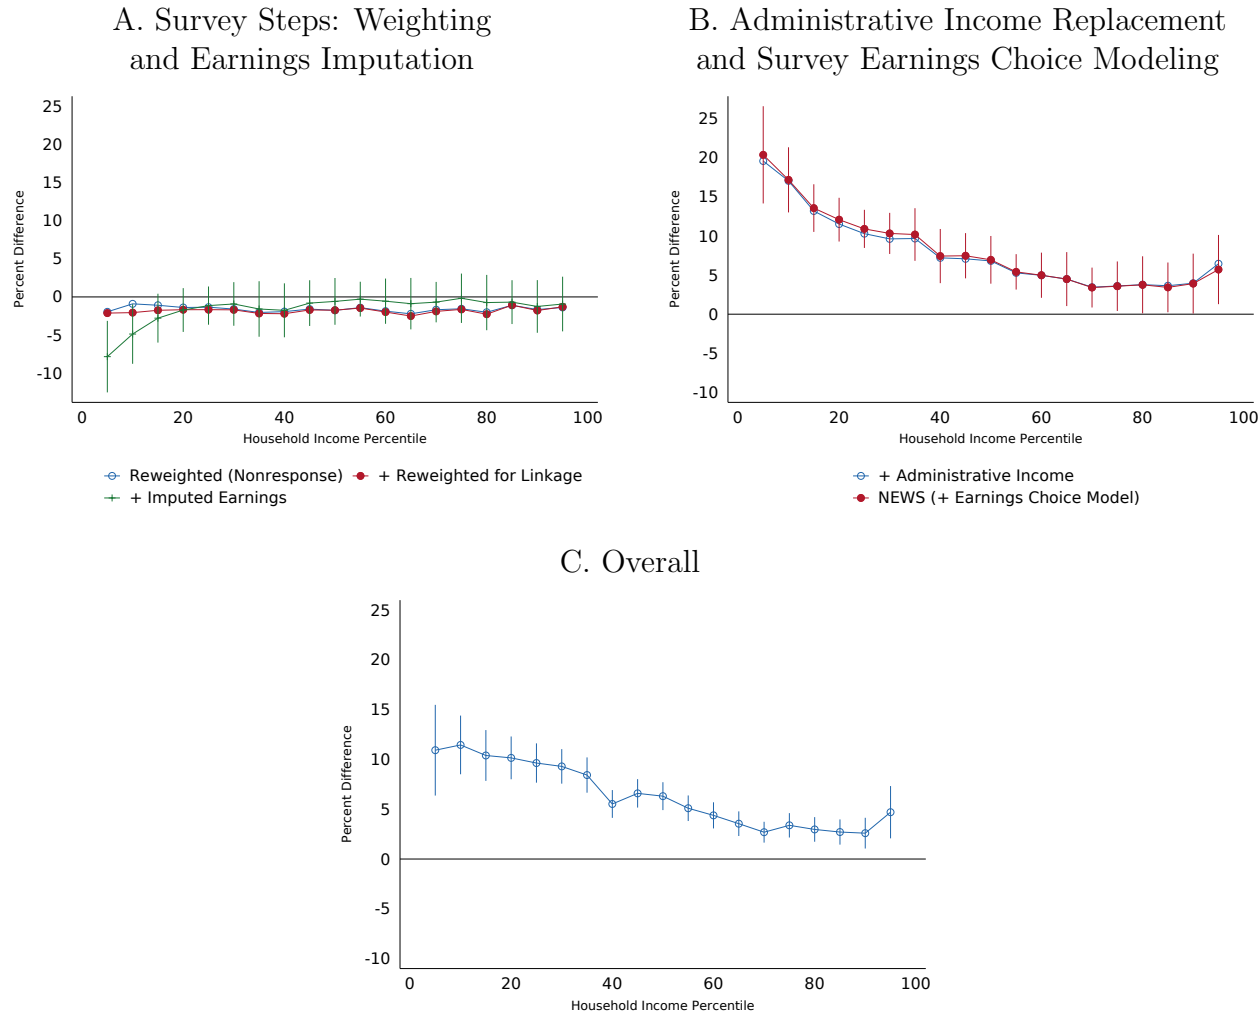 A. Survey Steps: Weighting
and Earnings Imputation
25
20
15
10
5
0
-5
-10
Percent Difference
0 20 40 60 80 100
Household Income Percentile
Reweighted (Nonresponse) + Reweighted for Linkage
+ Imputed Earnings
B. Administrative Income Replacement
and Survey Earnings Choice Modeling
25
20
15
10
5
0
-5
-10
Percent Difference
0 20 40 60 80 100
Household Income Percentile
+ Administrative Income
NEWS (+ Earnings Choice Model)
C. Overall
25
20
15
10
5
0
-5
-10
Percent Difference
0 20 40 60 80 100
Household Income Percentile